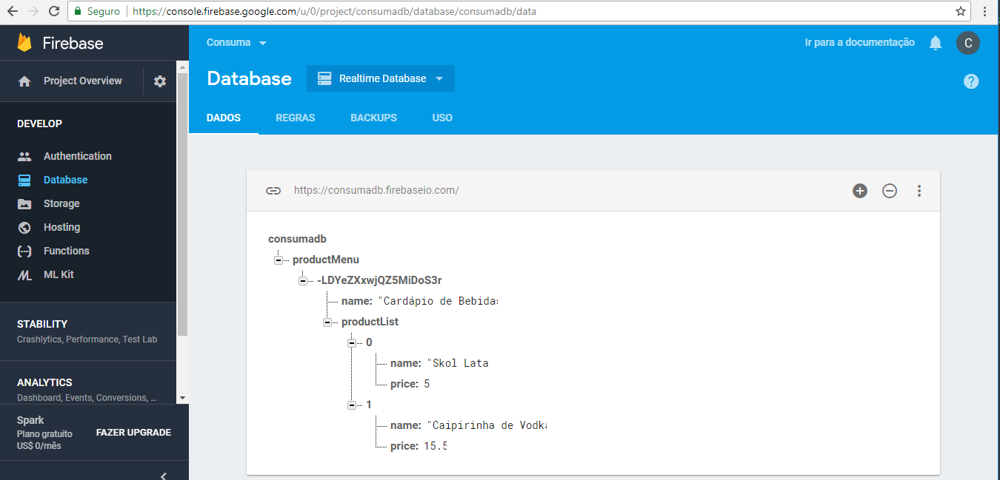 Seguro
https://console.firebase.google.com/u/0/project/consumadb/database/consumadb/data
Firebase
Consuma
Ir para a documentação
C
Project Overview
Database
Realtime Database
?
DADOS
REGRAS
BACKUPS
USO
DEVELOP
Authentication
Database
Storage
Hosting
Functions
ML Kit
STABILITY
Crashlytics, Performance, Test Lab
ANALYTICS
Dashboard, Events, Conversions, ...
Spark
Plano gratuito
US$ 0/mês
FAZER UPGRADE
https://consumadb.firebaseio.com/
consumadb
productMenu
-LDYeZXxwjQZ5MiDoS3r
name: "Cardápio de Bebidas
productList
0
name: "Skol Lata
price: 5
1
name: "Caipirinha de Vodka
price: 15.5